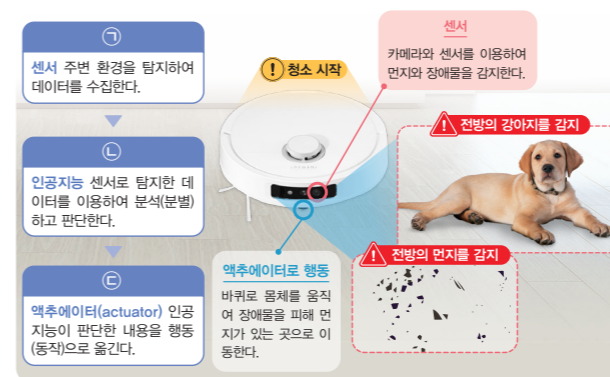 ㉠
센서 주변 환경을 탐지하여
데이터를 수집한다.
㉡
인공지능 센서로 탐지한 데
이터를 이용하여 분석(분별)
하고 판단한다.
㉢
액추에이터(actuator) 인공
지능이 판단한 내용을 행동
(동작)으로 옮긴다.
! 청소 시작
센서
카메라와 센서를 이용하여
먼지와 장애물을 감지한다.
! 전방의 강아지를 감지
! 전방의 먼지를 감지
액추에이터로 행동
바퀴로 몸체를 움직
여 장애물을 피해 먼
지가 있는 곳으로 이
동한다.